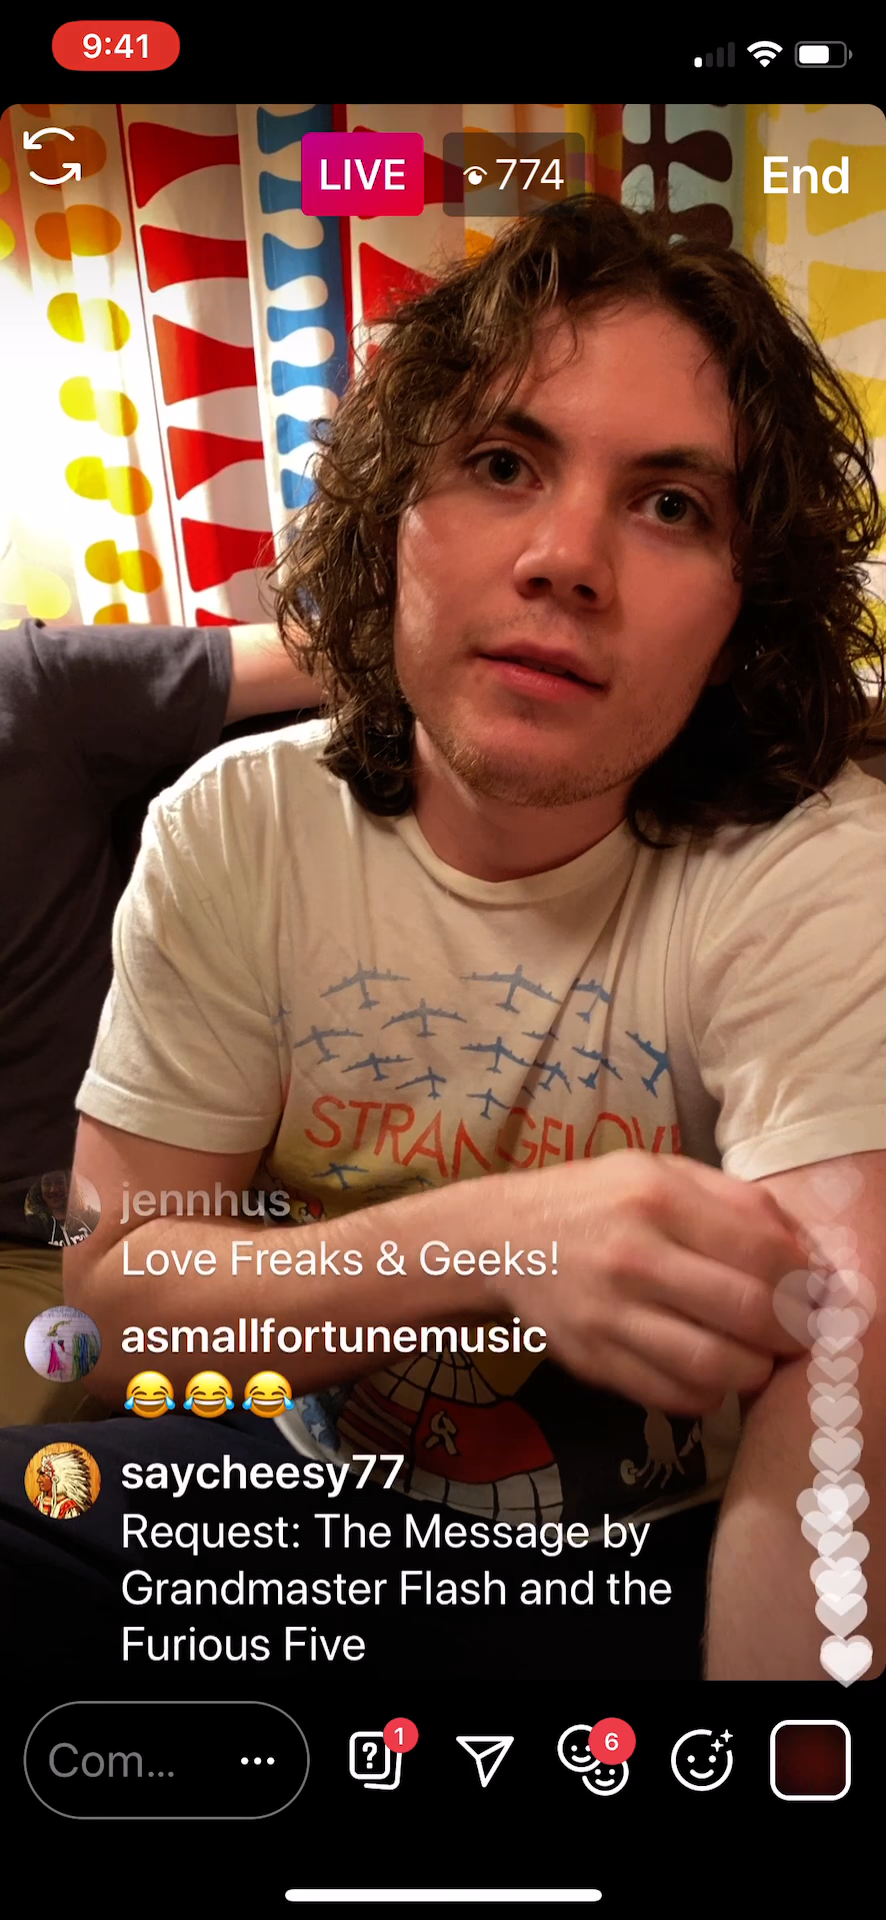 9:41
LIVE
774
End
STRANGELOVE
jennhus
Love Freaks & Geeks!
asmallfortunemusic
😂😂😂
saycheesy77
Request: The Message by
Grandmaster Flash and the
Furious Five
Com...
1
6